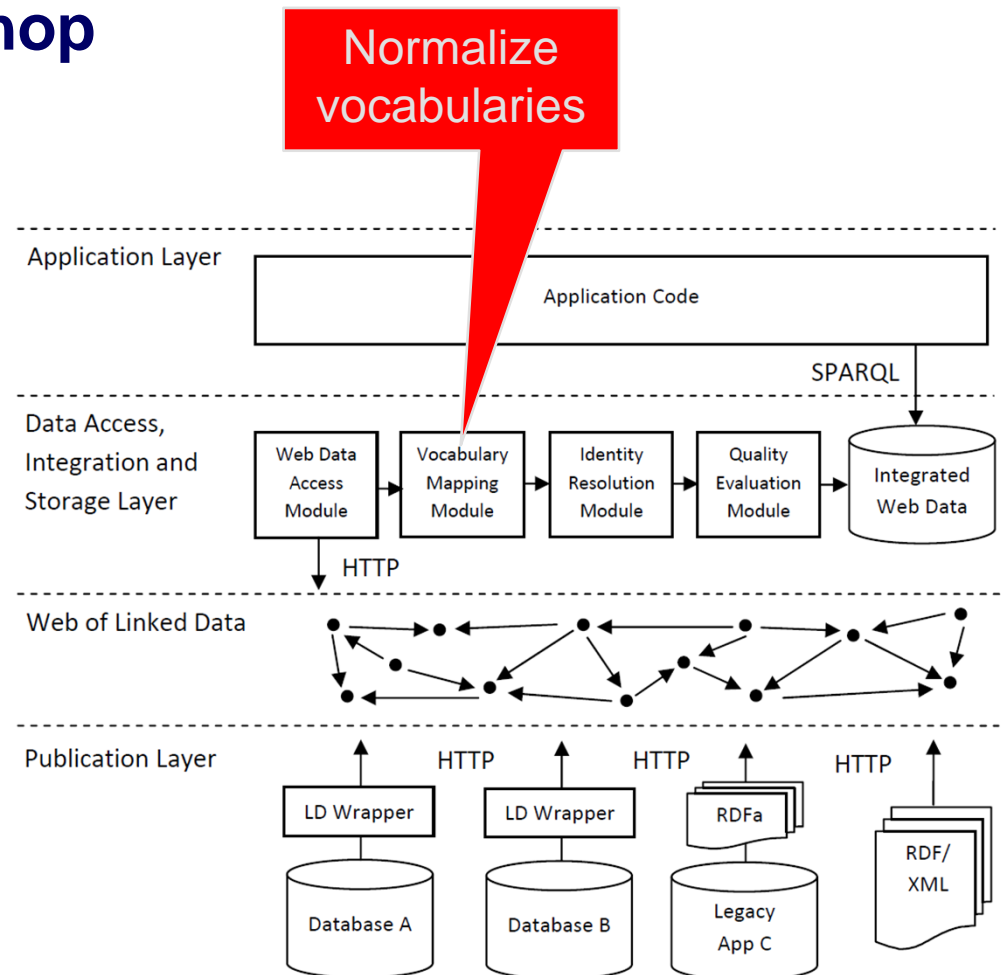 hop
Normalize
vocabularies
Application Layer
Application Code
SPARQL
Data Access,
Integration and
Storage Layer
Web Data
Access
Module
Vocabulary
Mapping
Module
Identity
Resolution
Module
Quality
Evaluation
Module
Integrated
Web Data
HTTP
Web of Linked Data
Publication Layer
HTTP
HTTP
HTTP
LD Wrapper
LD Wrapper
RDFa
RDF/
XML
Database A
Database B
Legacy
App C